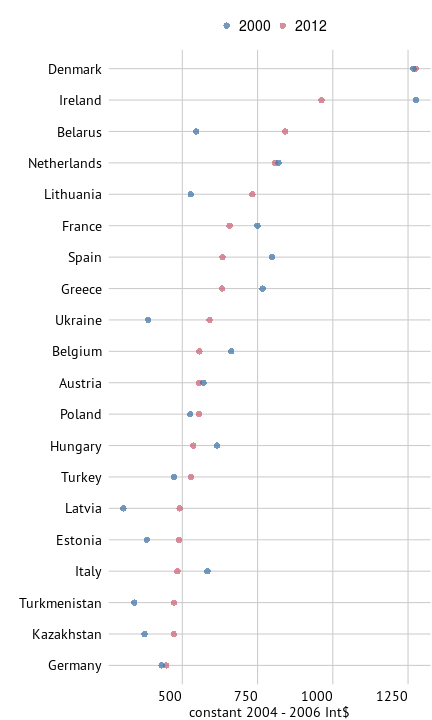 2000 2012
Denmark
Ireland
Belarus
Netherlands
Lithuania
France
Spain
Greece
Ukraine
Belgium
Austria
Poland
Hungary
Turkey
Latvia
Estonia
Italy
Turkmenistan
Kazakhstan
Germany
500 750 1000 1250
constant 2004 - 2006 Int$